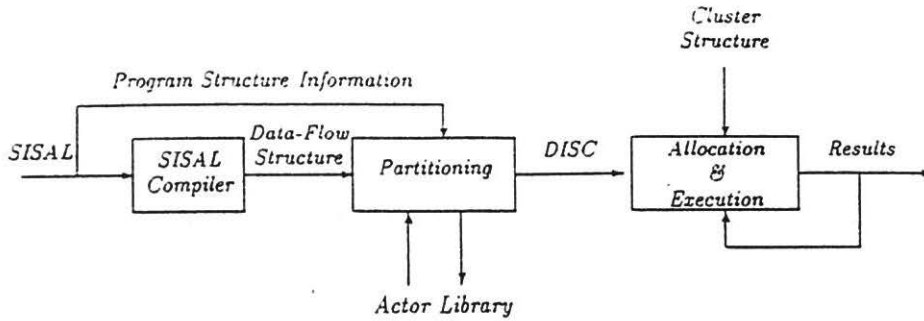 Cluster
Structure
Program Structure Information
SISAL
SISAL
Compiler
Data-Flow
Structure
Partitioning
DISC
Allocation
&
Execution
Results
Actor Library